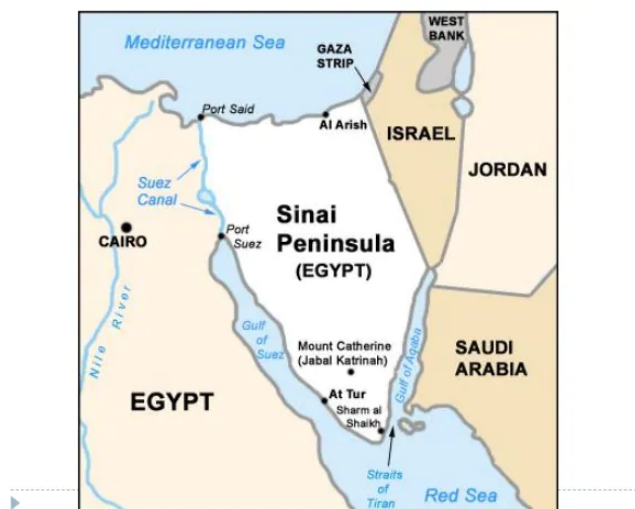 Mediterranean Sea
WEST
BANK
GAZA
STRIP
Port Said
Al Arish
ISRAEL
JORDAN
Suez
Canal
CAIRO
Port
Suez
Sinai
Peninsula
(EGYPT)
Nile River
Gulf
of
Suez
Mount Catherine
(Jabal Katrinah)
Gulf of Aqaba
SAUDI
ARABIA
EGYPT
At Tur
Sharm al
Shaikh
Straits
of
Tiran
Red Sea